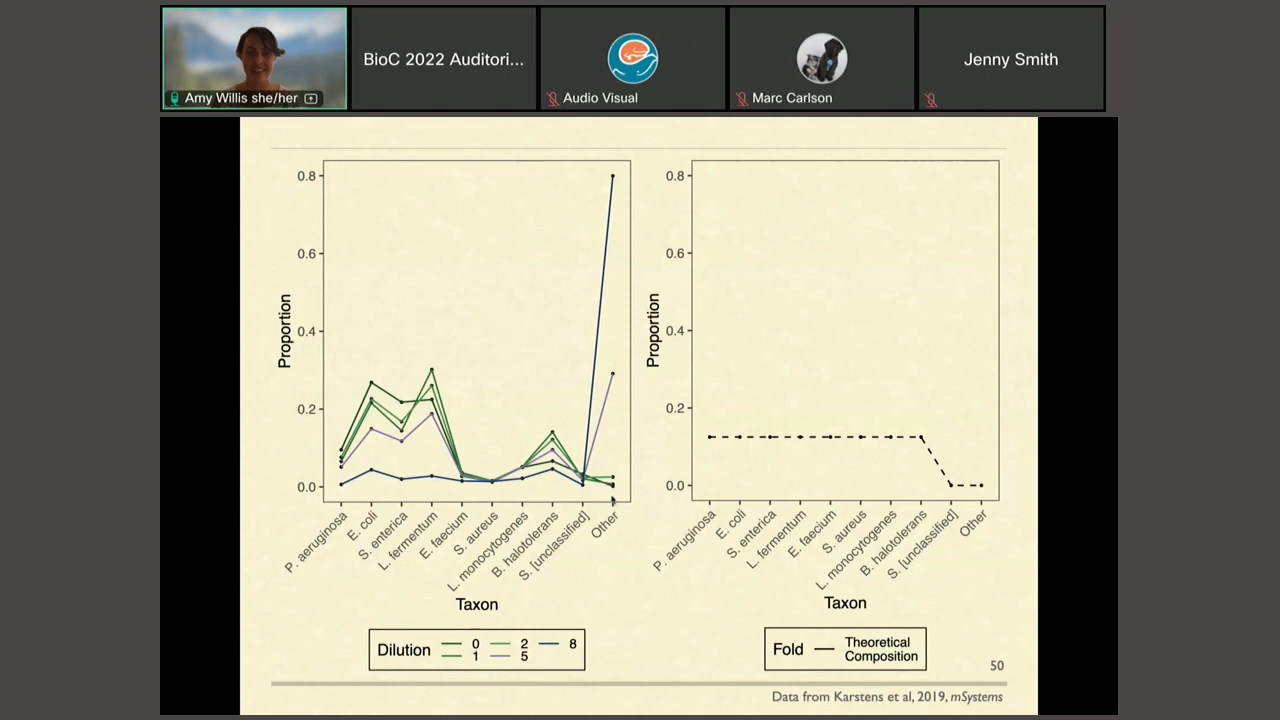 Amy Willis she/her
BioC 2022 Auditori...
Audio Visual
Marc Carlson
Jenny Smith
0.8
0.6
0.4
0.2
0.0
Proportion
P. aeruginosa
E. coli
S. enterica
L. fermentum
E. faecium
S. aureus
L. monocytogenes
B. halotolerans
S. [unclassified]
Other
Taxon
Dilution
0 2 8
1 5
0.8
0.6
0.4
0.2
0.0
Proportion
P. aeruginosa
E. coli
S. enterica
L. fermentum
E. faecium
S. aureus
L. monocytogenes
B. halotolerans
S. [unclassified]
Other
Taxon
Fold
Theoretical
Composition
50
Data from Karstens et al, 2019, mSystems